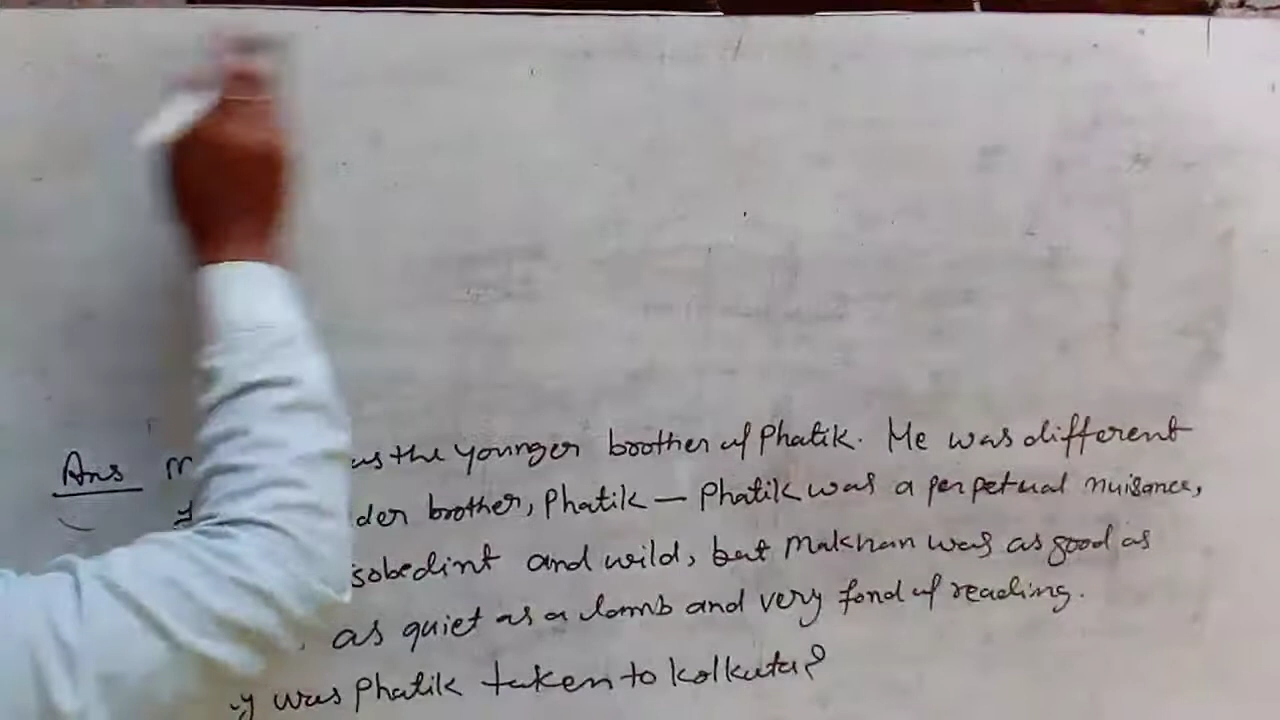 Ans us the younger brother of Phatik. He was different
der brother, Phatik — Phatik was a perpetual nuisance,
sobedint and wild, but Makhan was as good as
as quiet as a lamb and very fond of reading.
y was Phatik taken to Kolkata?